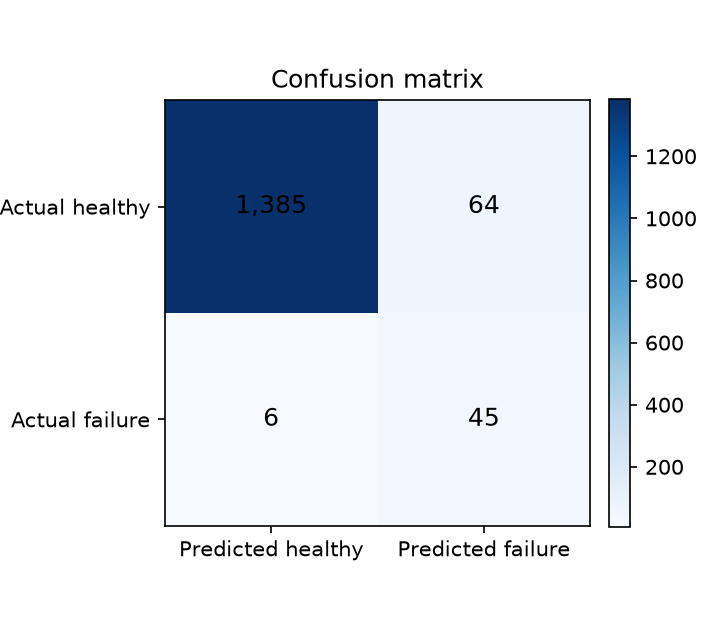 Confusion matrix
Actual healthy 1,385 64
Actual failure 6 45
Predicted healthy Predicted failure
1200
1000
800
600
400
200